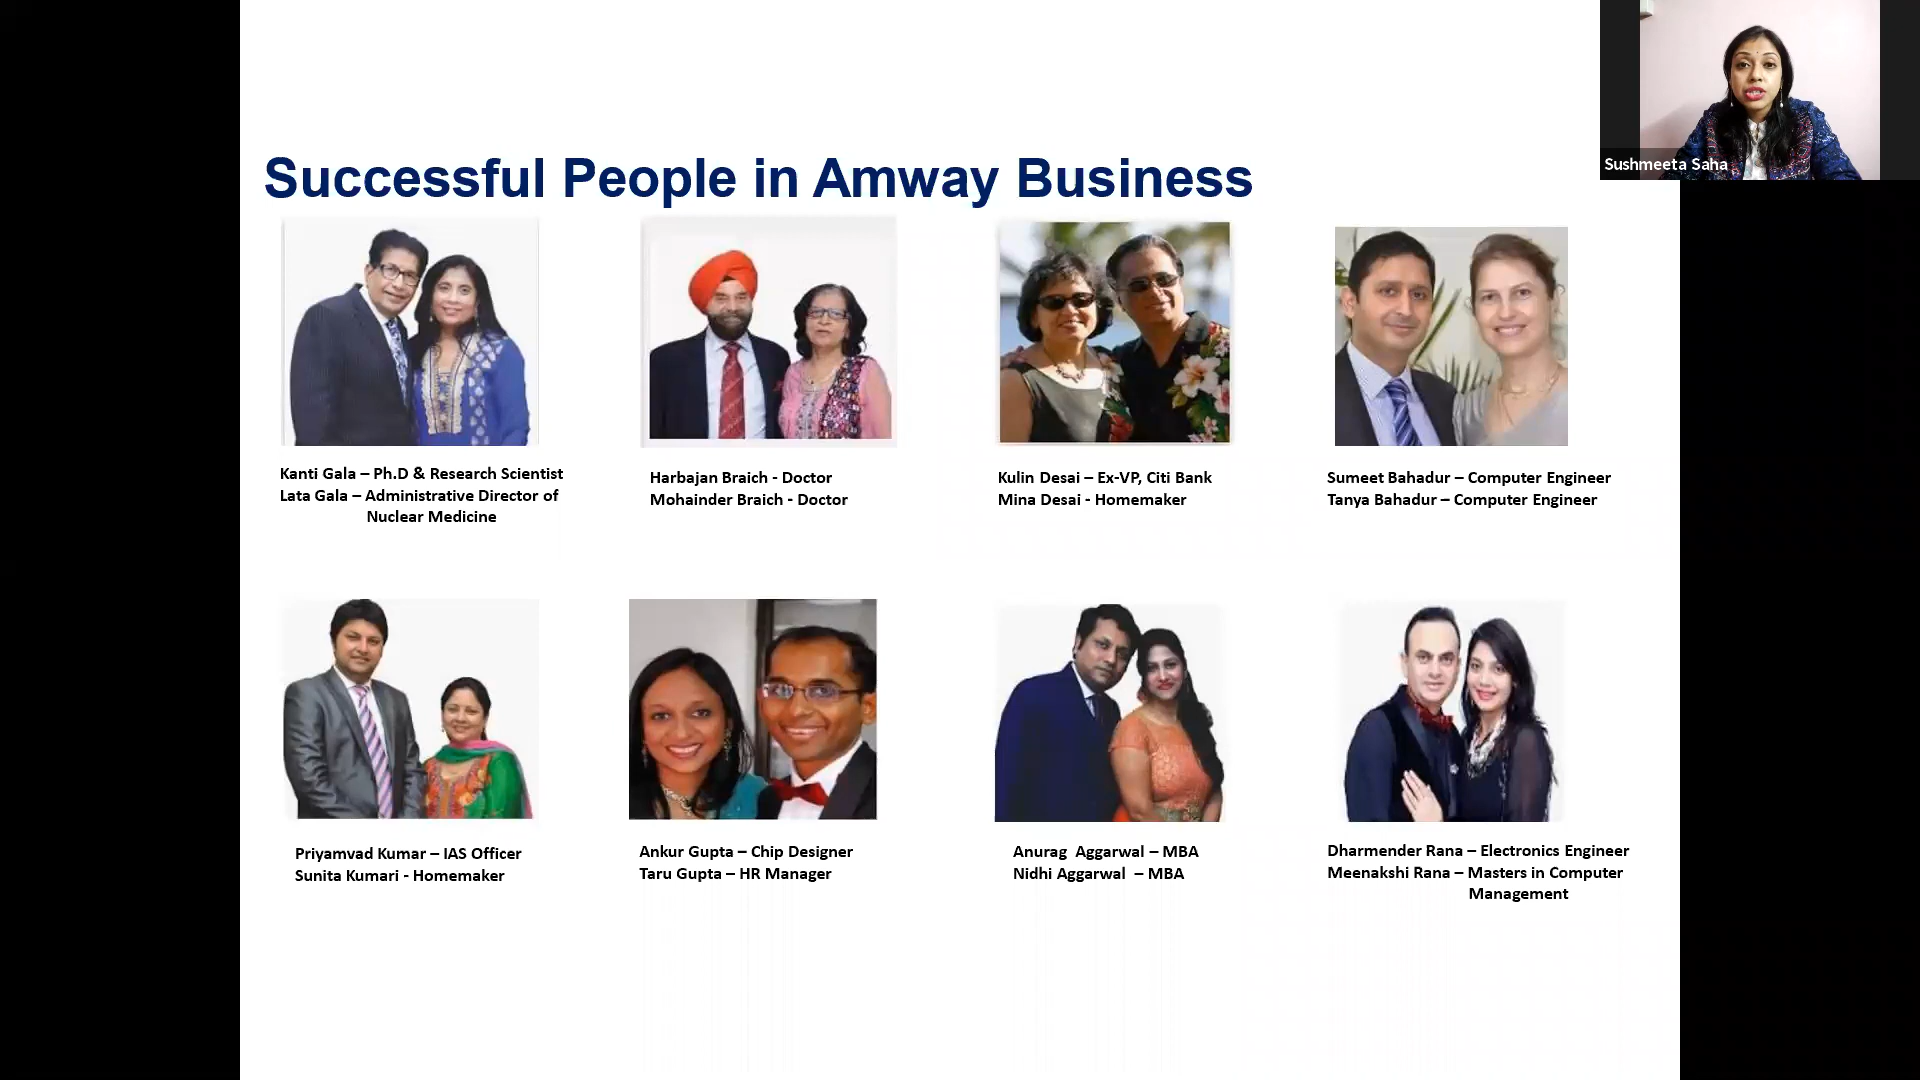 Sushmeeta Saha
Successful People in Amway Business
Kanti Gala – Ph.D & Research Scientist
Lata Gala – Administrative Director of
Nuclear Medicine
Harbajan Braich - Doctor
Mohainder Braich - Doctor
Kulin Desai – Ex-VP, Citi Bank
Mina Desai - Homemaker
Sumeet Bahadur – Computer Engineer
Tanya Bahadur – Computer Engineer
Priyamvad Kumar – IAS Officer
Sunita Kumari - Homemaker
Ankur Gupta – Chip Designer
Taru Gupta – HR Manager
Anurag  Aggarwal – MBA
Nidhi Aggarwal  – MBA
Dharmender Rana – Electronics Engineer
Meenakshi Rana – Masters in Computer
Management